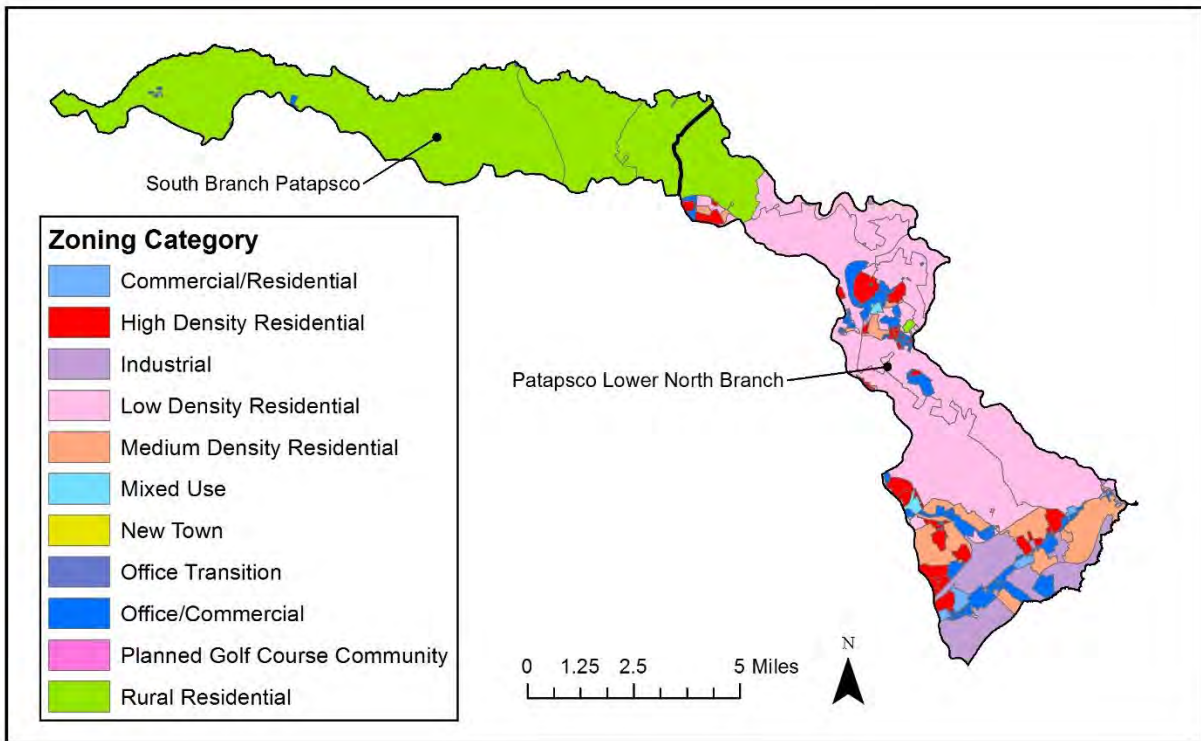 South Branch Patapsco
Patapsco Lower North Branch
Zoning Category
Commercial/Residential
High Density Residential
Industrial
Low Density Residential
Medium Density Residential
Mixed Use
New Town
Office Transition
Office/Commercial
Planned Golf Course Community
Rural Residential
0 1.25 2.5 5 Miles
N